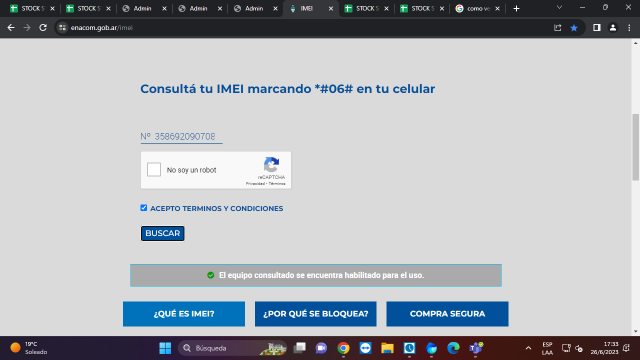 STOCK S
STOCK S
Admin
Admin
Admin
IMEI
STOCK S
STOCK S
como ve
enacom.gob.ar/imei
Consultá tu IMEI marcando *#06# en tu celular
Nº 358692090708
No soy un robot
reCAPTCHA
Privacidad - Términos
ACEPTO TERMINOS Y CONDICIONES
BUSCAR
El equipo consultado se encuentra habilitado para el uso.
¿QUÉ ES IMEI?
¿POR QUÉ SE BLOQUEA?
COMPRA SEGURA
19°C
Soleado
Búsqueda
ESP
LAA
17:33
26/6/2023